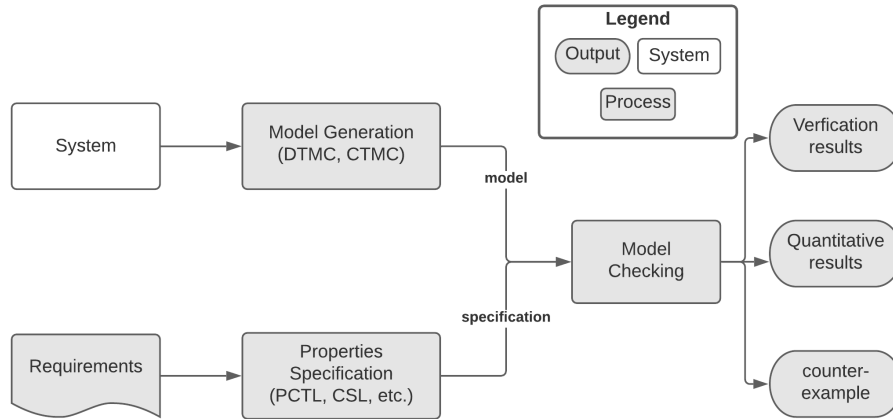 Legend
Output
System
Process
System
Model Generation
(DTMC, CTMC)
model
Verfication
results
Model
Checking
Quantitative
results
specification
Requirements
Properties
Specification
(PCTL, CSL, etc.)
counter-
example